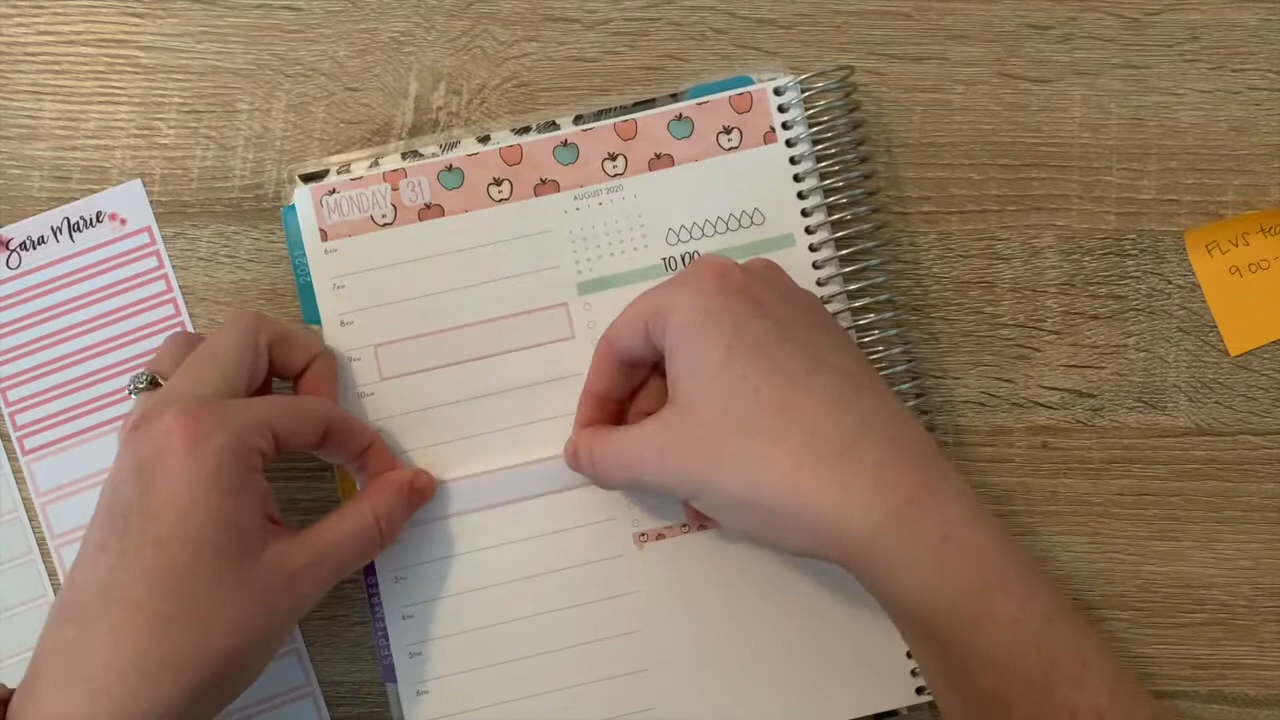 Sara Marie
MONDAY 31
AUGUST 2020
TO DO
6AM
7AM
8AM
9AM
10AM
3PM
4PM
5PM
6PM
2021
SEPTEMBER
FLVS
9:00-